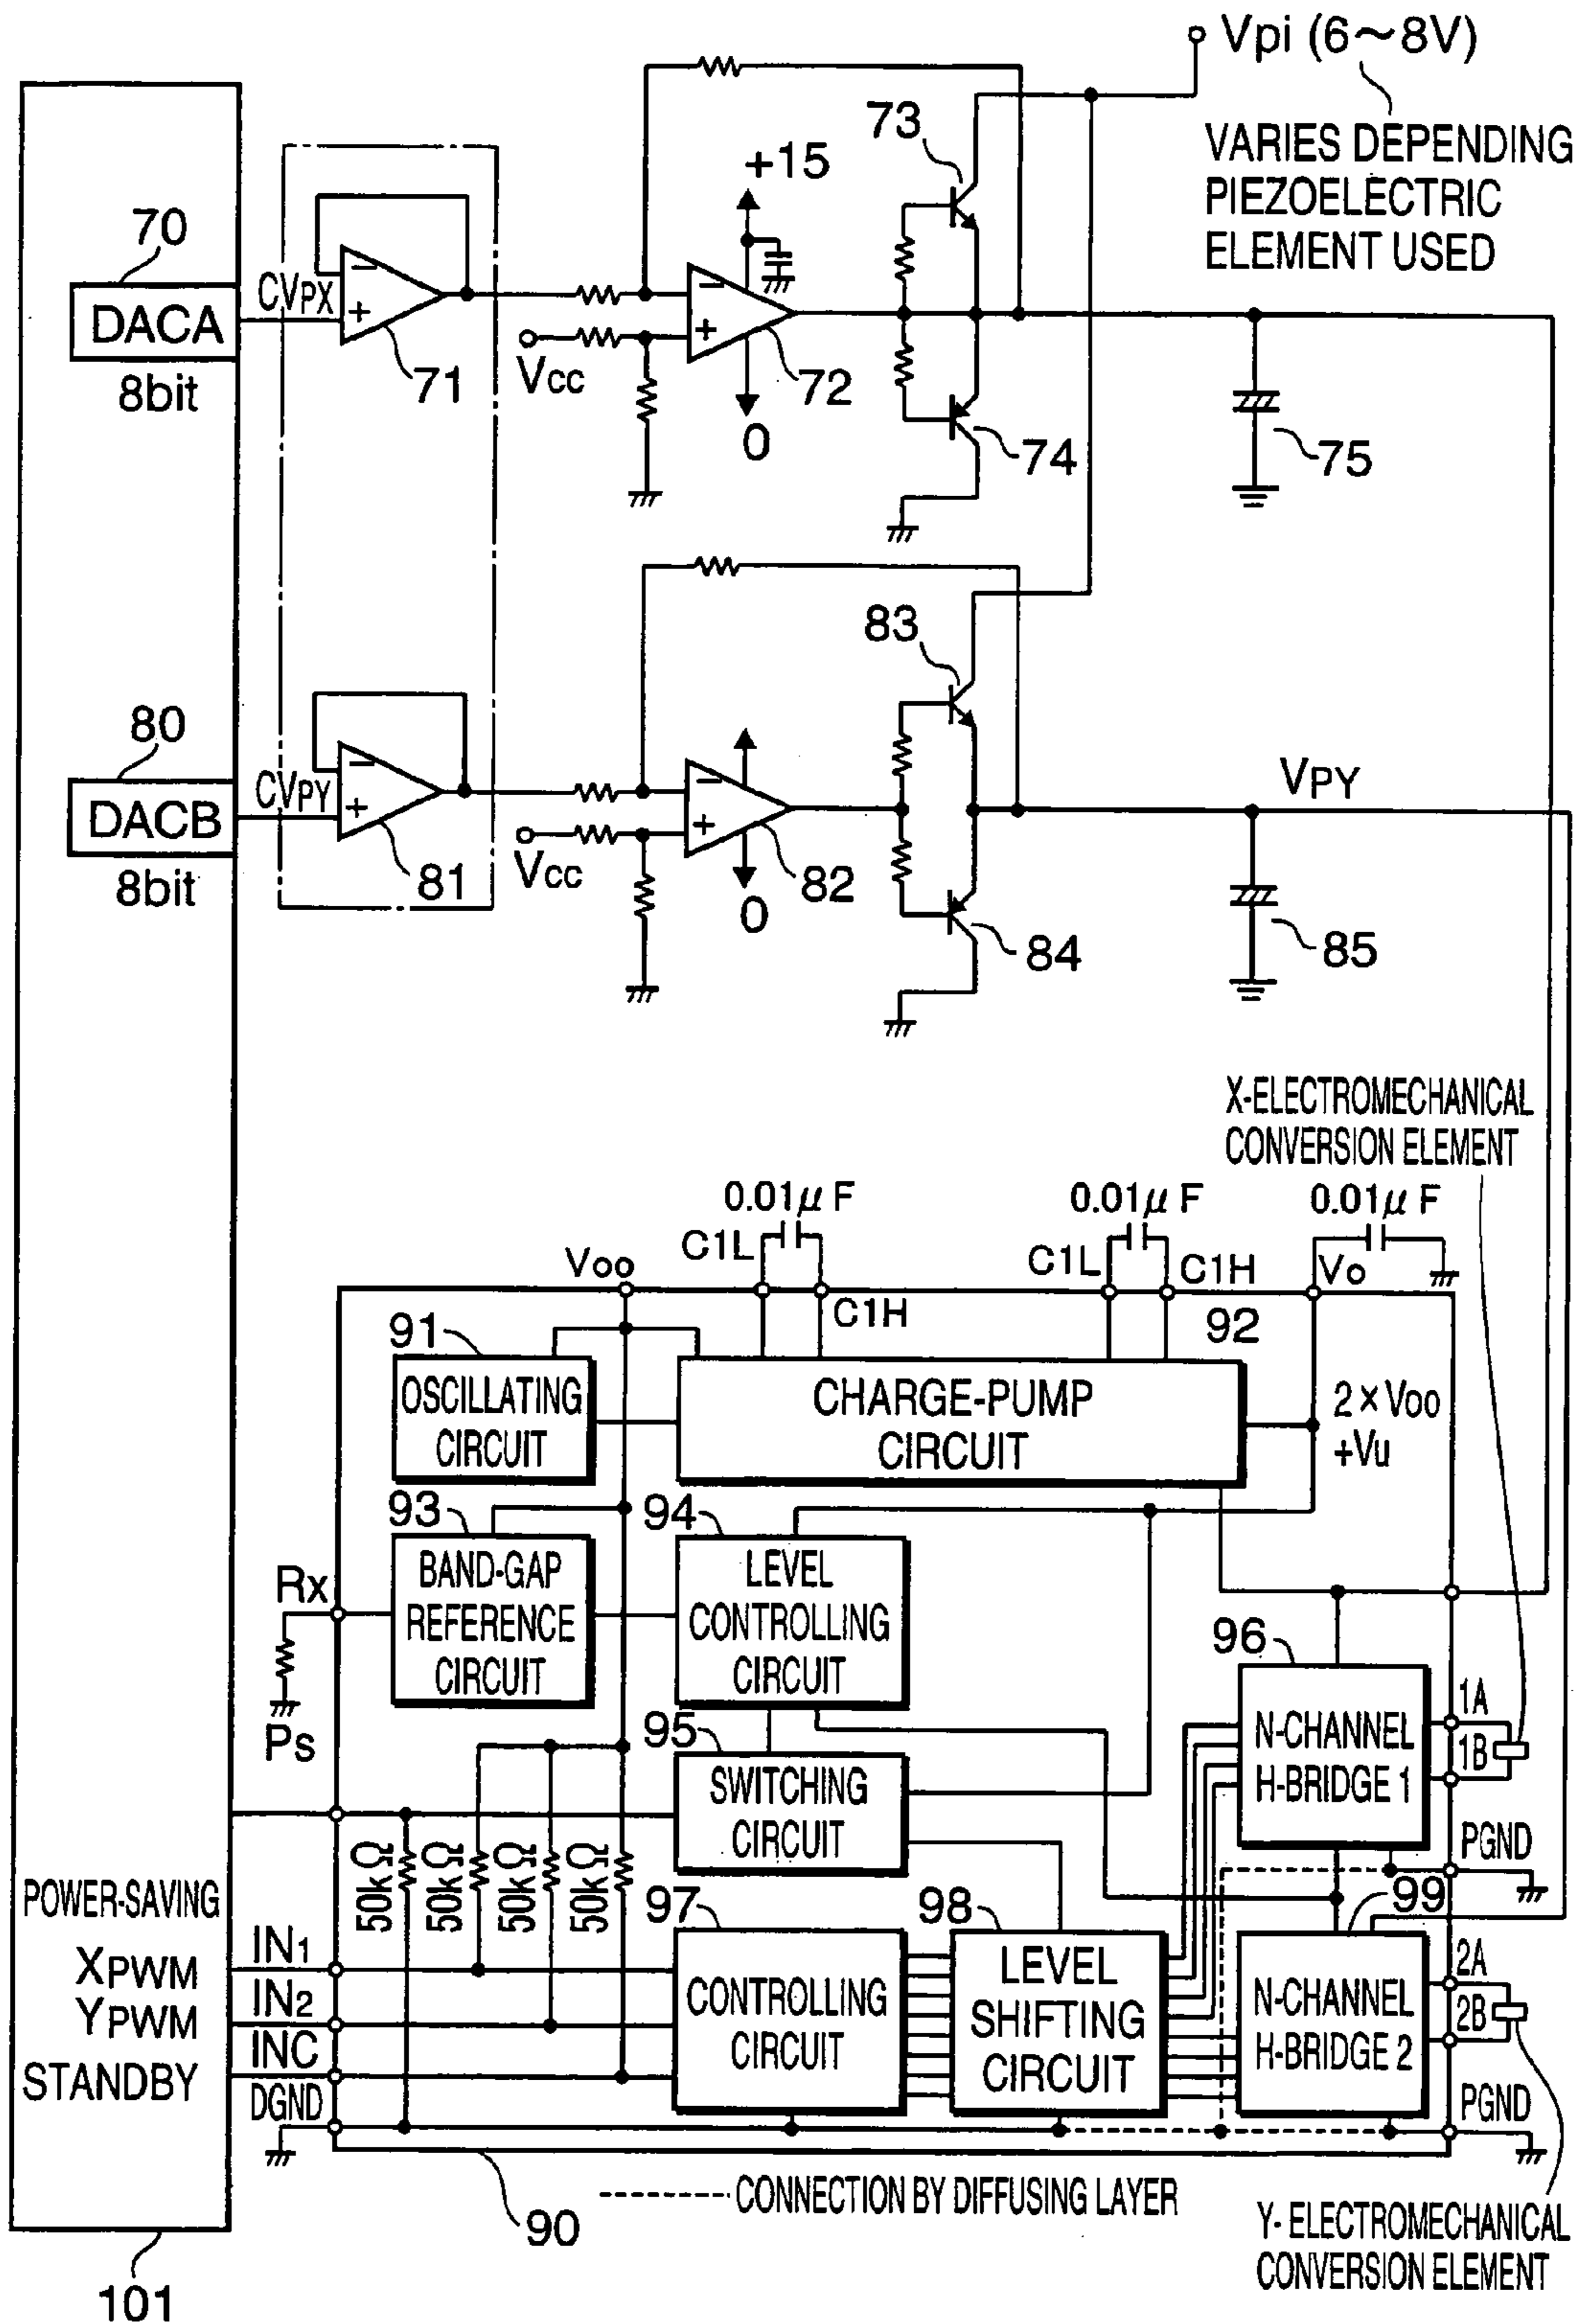 Vpi (6~8V)
VARIES DEPENDING
PIEZOELECTRIC
ELEMENT USED
73
+15
70
DACA
8bit
CVPX
71
Vcc
72
0
74
75
83
80
DACB
8bit
CVPY
81
Vcc
82
0
84
VPY
85
X-ELECTROMECHANICAL
CONVERSION ELEMENT
0.01μF
0.01μF
0.01μF
Voo
C1L
C1H
C1L
C1H
Vo
91
OSCILLATING
CIRCUIT
92
CHARGE-PUMP
CIRCUIT
2×Voo
+Vu
93
BAND-GAP
REFERENCE
CIRCUIT
94
LEVEL
CONTROLLING
CIRCUIT
Rx
Ps
95
SWITCHING
CIRCUIT
96
N-CHANNEL
H-BRIDGE 1
1A
1B
PGND
50kΩ
50kΩ
50kΩ
50kΩ
POWER-SAVING
XPWM
YPWM
STANDBY
IN1
IN2
INC
DGND
97
CONTROLLING
CIRCUIT
98
LEVEL
SHIFTING
CIRCUIT
99
N-CHANNEL
H-BRIDGE 2
2A
2B
PGND
CONNECTION BY DIFFUSING LAYER
90
Y- ELECTROMECHANICAL
CONVERSION ELEMENT
101